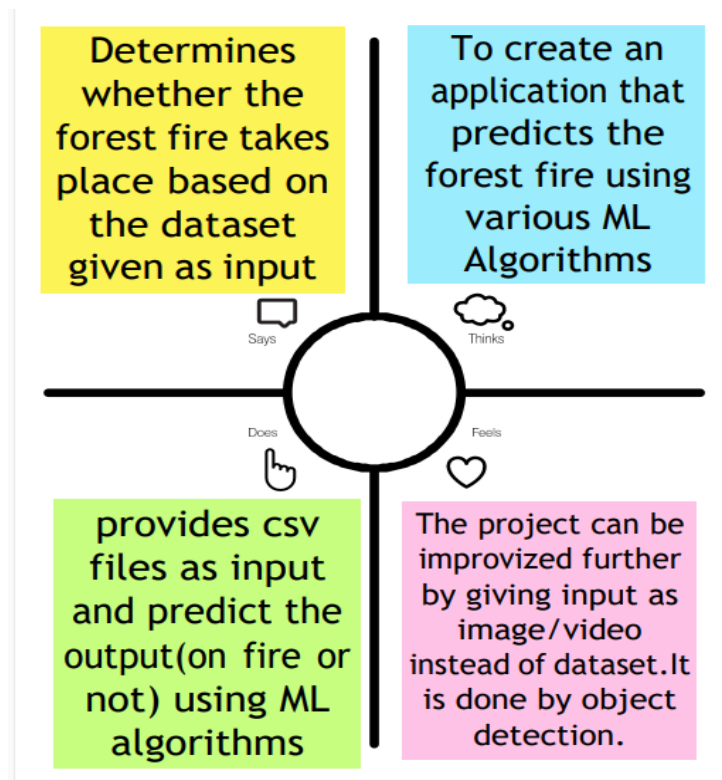 Determines
whether the
forest fire takes
place based on
the dataset
given as input
To create an
application that
predicts the
forest fire using
various ML
Algorithms
Says
Thinks
Does
Feels
provides csv
files as input
and predict the
output(on fire or
not) using ML
algorithms
The project can be
improvized further
by giving input as
image/video
instead of dataset.It
is done by object
detection.